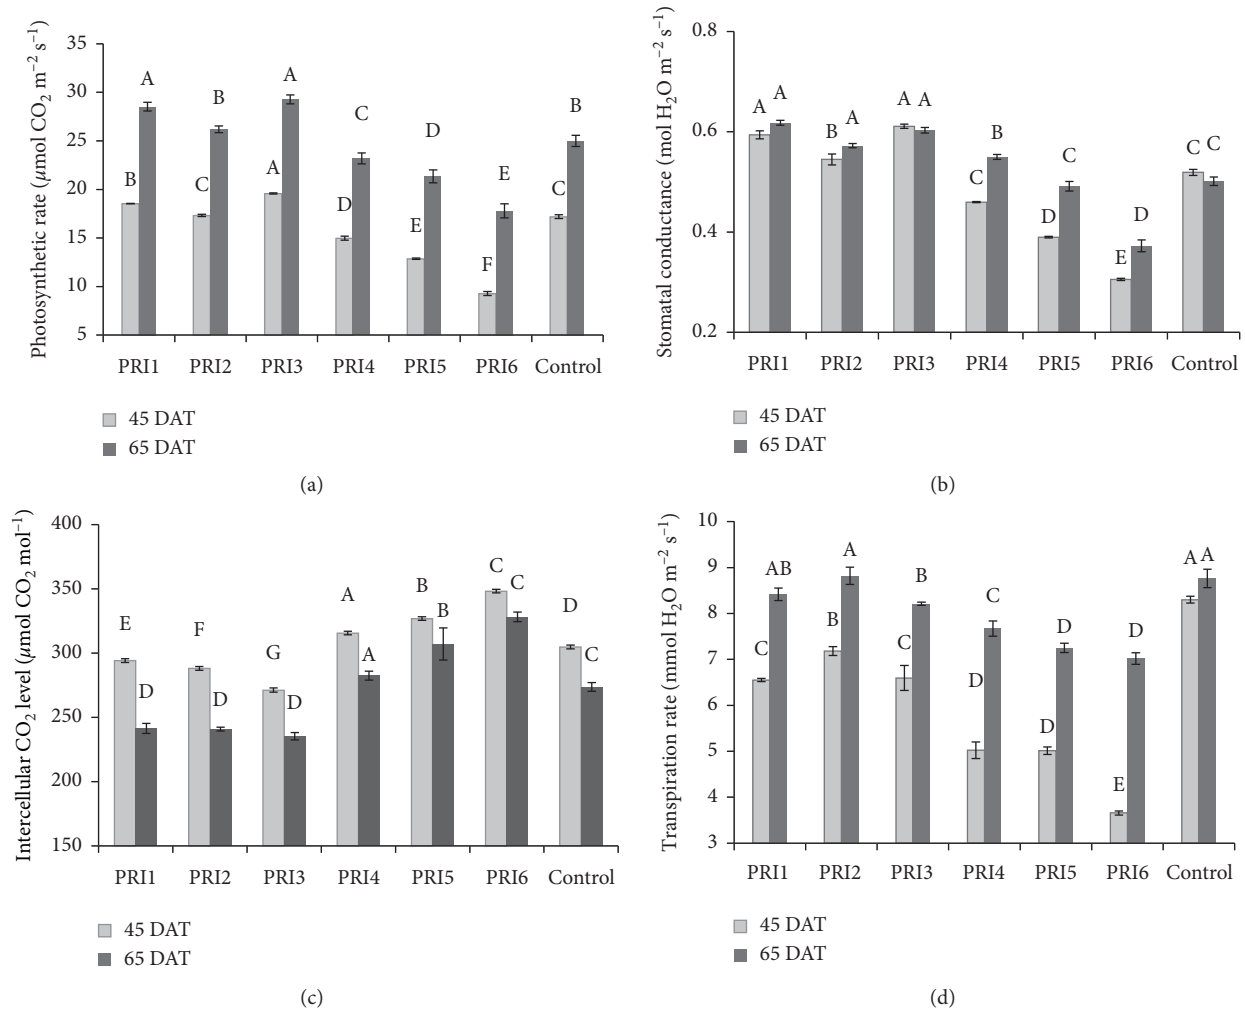 35
30
25
20
15
10
5
Photosynthetic rate (μmol CO₂ m⁻² s⁻¹)
A
B
A
C
D
E
B
B
C
A
D
E
F
C
PRI1 PRI2 PRI3 PRI4 PRI5 PRI6 Control
45 DAT
65 DAT
(a)
0.8
0.6
0.4
0.2
Stomatal conductance (mol H₂O m⁻² s⁻¹)
A A
B A
A A
C B
D C
E D
C C
PRI1 PRI2 PRI3 PRI4 PRI5 PRI6 Control
45 DAT
65 DAT
(b)
400
350
300
250
200
150
Intercellular CO₂ level (μmol CO₂ mol⁻¹)
E D
F D
G D
A A
B B
C C
D C
PRI1 PRI2 PRI3 PRI4 PRI5 PRI6 Control
45 DAT
65 DAT
(c)
10
9
8
7
6
5
4
3
Transpiration rate (mmol H₂O m⁻² s⁻¹)
C AB
B A
C B
D C
D D
E D
A A
PRI1 PRI2 PRI3 PRI4 PRI5 PRI6 Control
45 DAT
65 DAT
(d)